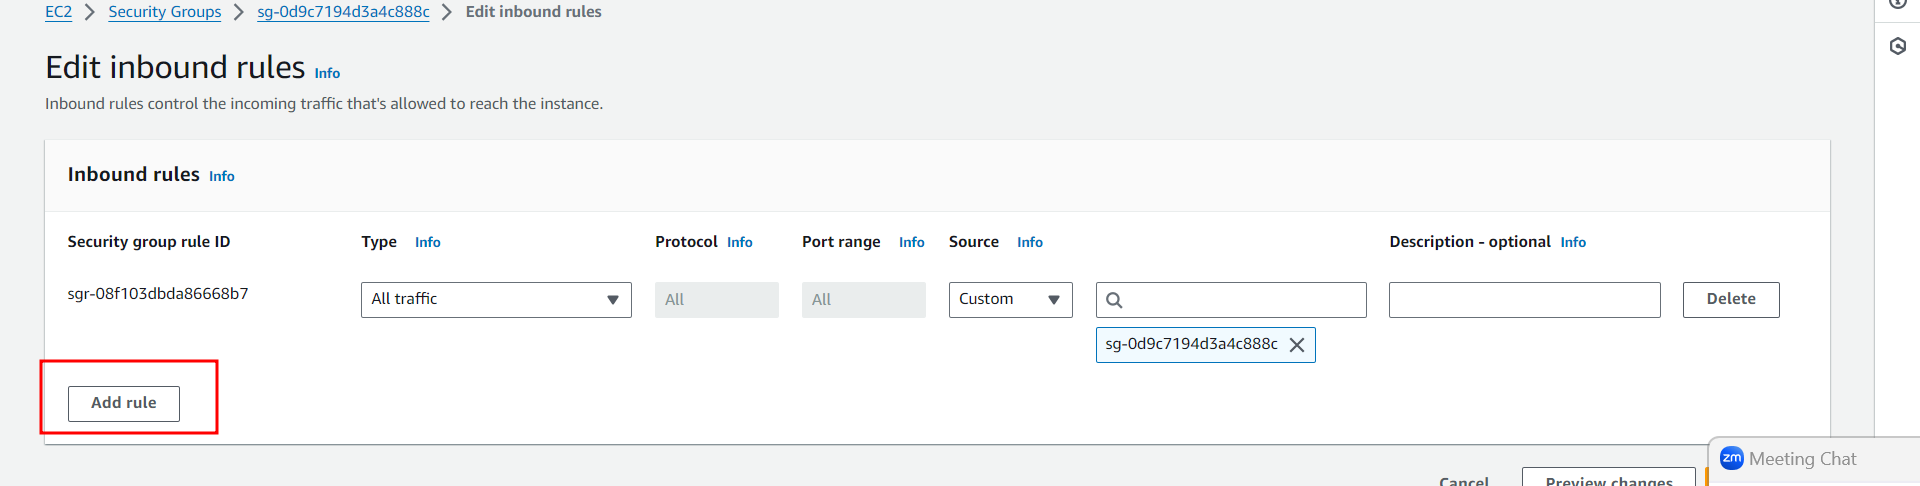 EC2 > Security Groups > sg-0d9c7194d3a4c888c > Edit inbound rules
Edit inbound rules Info
Inbound rules control the incoming traffic that's allowed to reach the instance.
Inbound rules Info
Security group rule ID Type Info Protocol Info Port range Info Source Info Description - optional Info
sgr-08f103dbda86668b7 All traffic All All Custom Delete
sg-0d9c7194d3a4c888c
Add rule
zm Meeting Chat
Cancel Preview changes